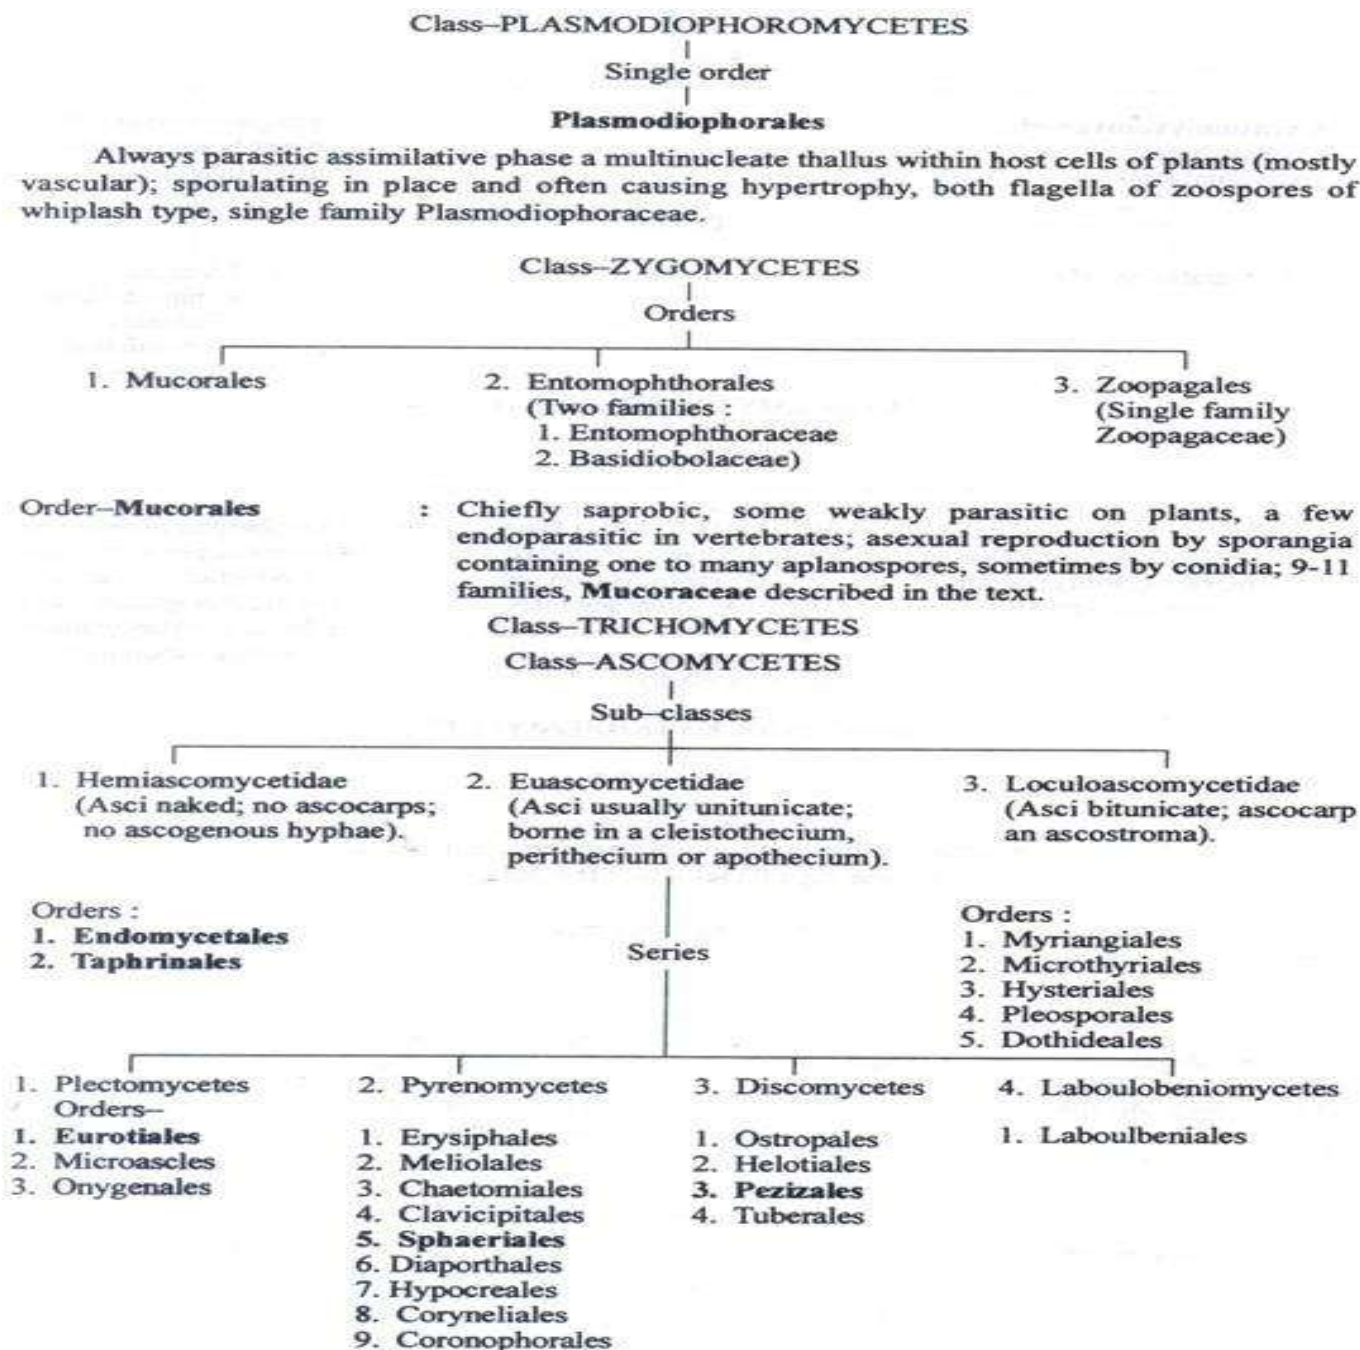 Class–PLASMODIOPHOROMYCETES
Single order
Plasmodiophorales
Always parasitic assimilative phase a multinucleate thallus within host cells of plants (mostly
vascular); sporulating in place and often causing hypertrophy, both flagella of zoospores of
whiplash type, single family Plasmodiophoraceae.
Class–ZYGOMYCETES
Orders
1. Mucorales
2. Entomophthorales
(Two families :
1. Entomophthoraceae
2. Basidiobolaceae)
3. Zoopagales
(Single family
Zoopagaceae)
Order–Mucorales : Chiefly saprobic, some weakly parasitic on plants, a few
endoparasitic in vertebrates; asexual reproduction by sporangia
containing one to many aplanospores, sometimes by conidia; 9-11
families, Mucoraceae described in the text.
Class–TRICHOMYCETES
Class–ASCOMYCETES
Sub–classes
1. Hemiascomycetidae
(Asci naked; no ascocarps;
no ascogenous hyphae).
2. Euascomycetidae
(Asci usually unitunicate;
borne in a cleistothecium,
perithecium or apothecium).
3. Loculoascomycetidae
(Asci bitunicate; ascocarp
an ascostroma).
Orders :
1. Endomycetales
2. Taphrinales
Series
Orders :
1. Myriangiales
2. Microthyriales
3. Hysteriales
4. Pleosporales
5. Dothideales
1. Plectomycetes
Orders–
1. Eurotiales
2. Microascles
3. Onygenales
2. Pyrenomycetes
1. Erysiphales
2. Meliolales
3. Chaetomiales
4. Clavicipitales
5. Sphaeriales
6. Diaporthales
7. Hypocreales
8. Coryneliales
9. Coronophorales
3. Discomycetes
1. Ostropales
2. Helotiales
3. Pezizales
4. Tuberales
4. Laboulobeniomycetes
1. Laboulbeniales